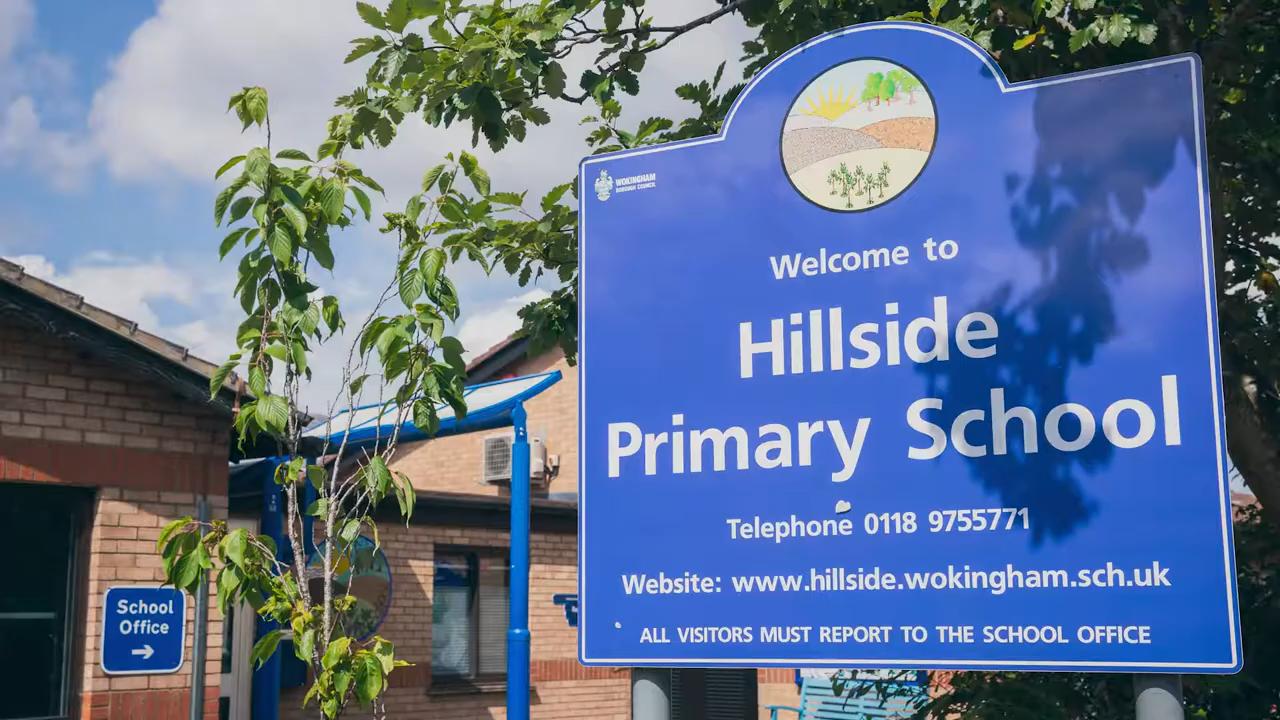 WOKINGHAM
BOROUGH COUNCIL
Welcome to
Hillside
Primary School
Telephone 0118 9755771
Website: www.hillside.wokingham.sch.uk
ALL VISITORS MUST REPORT TO THE SCHOOL OFFICE
School
Office